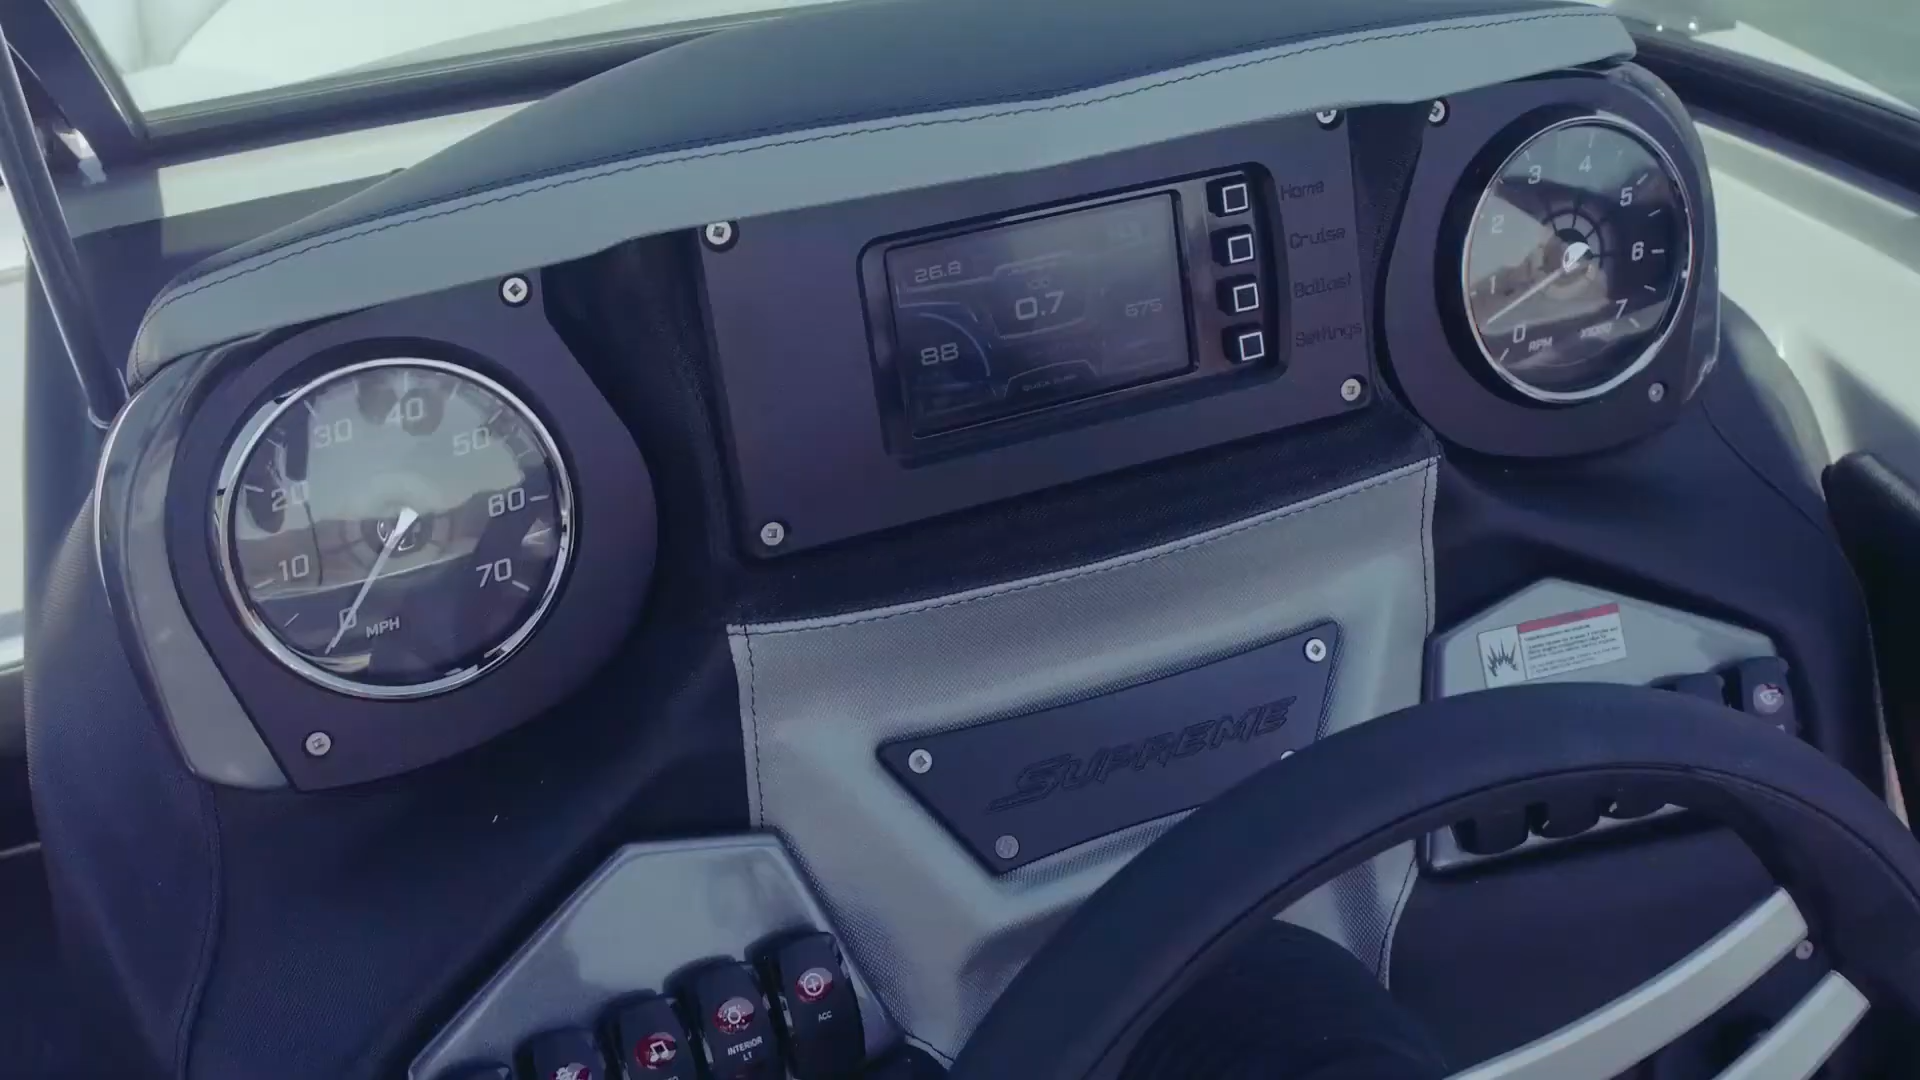 30
40
50
20
60
10
70
0
MPH
26.8
0.7
675
88
Home
Cruise
Ballast
Settings
3
4
5
2
6
1
7
0
RPM
X1000
SUPREME
ACC
INTERIOR
LT